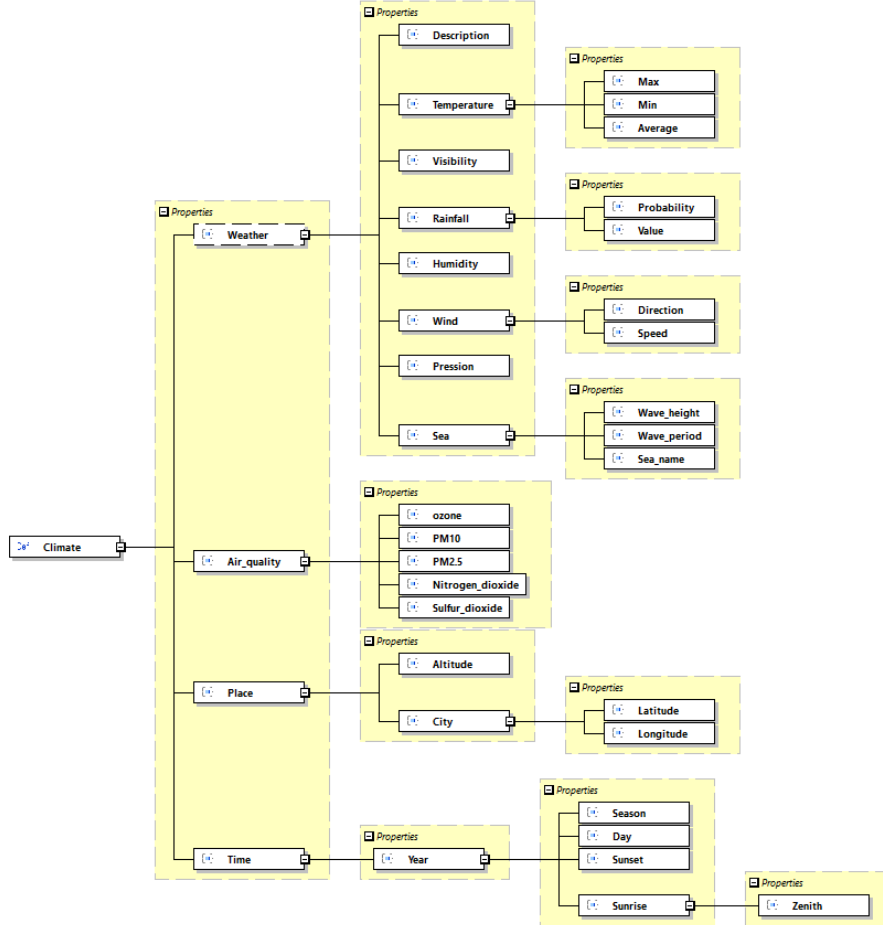 Properties
Description
Properties
Temperature
Max
Min
Average
Visibility
Properties
Properties
Rainfall
Probability
Value
Weather
Humidity
Properties
Wind
Direction
Speed
Pression
Properties
Sea
Wave_height
Wave_period
Sea_name
Properties
ozone
PM10
Climate
Air_quality
PM2.5
Nitrogen_dioxide
Sulfur_dioxide
Properties
Altitude
Properties
Place
City
Latitude
Longitude
Properties
Season
Properties
Day
Time
Year
Sunset
Properties
Sunrise
Zenith